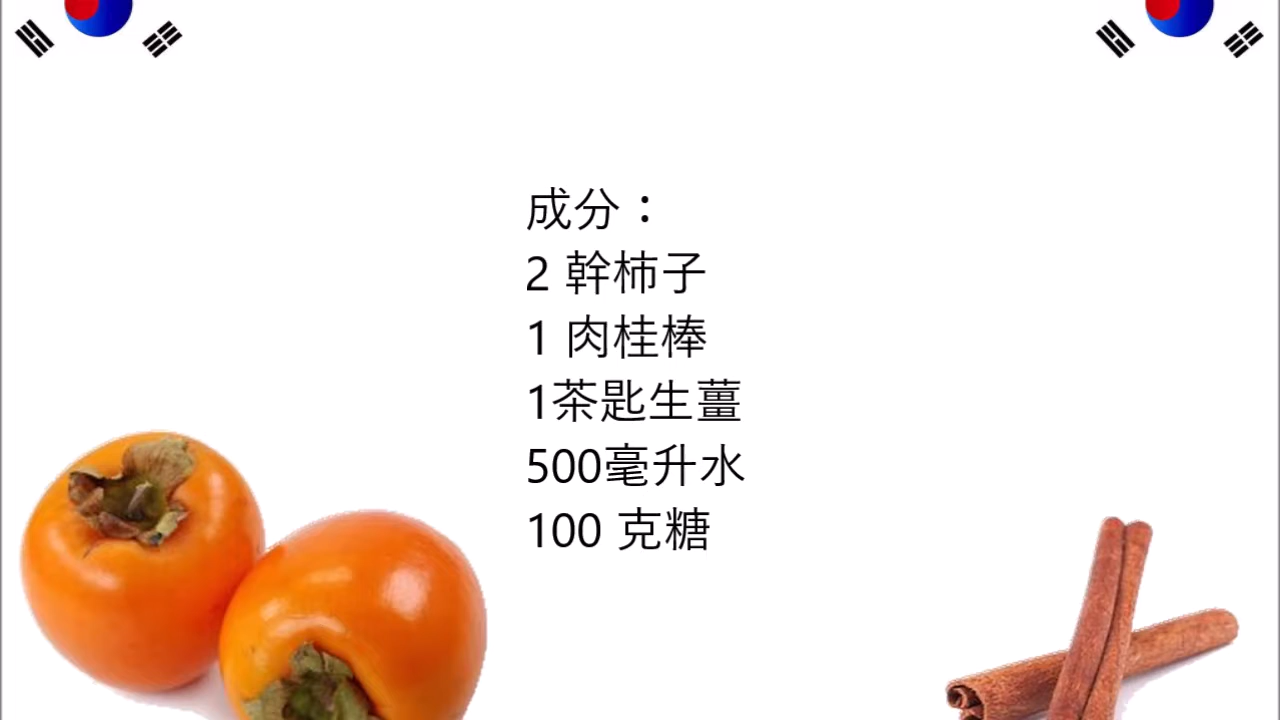 成分：
2 幹柿子
1 肉桂棒
1茶匙生薑
500毫升水
100 克糖